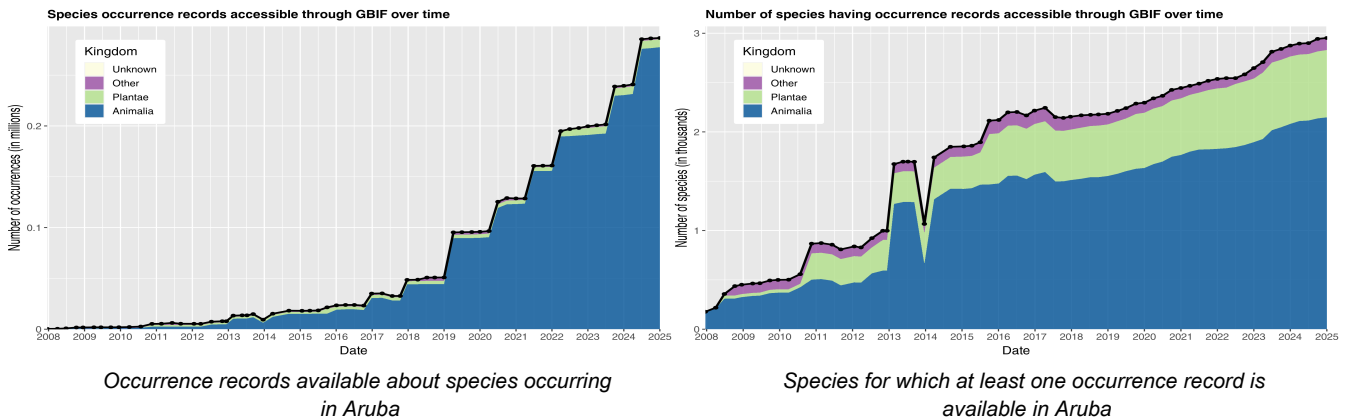 Species occurrence records accessible through GBIF over time
Number of occurrences (in millions)
0.2
0.1
0
Kingdom
Unknown
Other
Plantae
Animalia
2008 2009 2010 2011 2012 2013 2014 2015 2016 2017 2018 2019 2020 2021 2022 2023 2024 2025
Date
Occurrence records available about species occurring
in Aruba
Number of species having occurrence records accessible through GBIF over time
Number of species (in thousands)
3
2
1
0
Kingdom
Unknown
Other
Plantae
Animalia
2008 2009 2010 2011 2012 2013 2014 2015 2016 2017 2018 2019 2020 2021 2022 2023 2024 2025
Date
Species for which at least one occurrence record is
available in Aruba